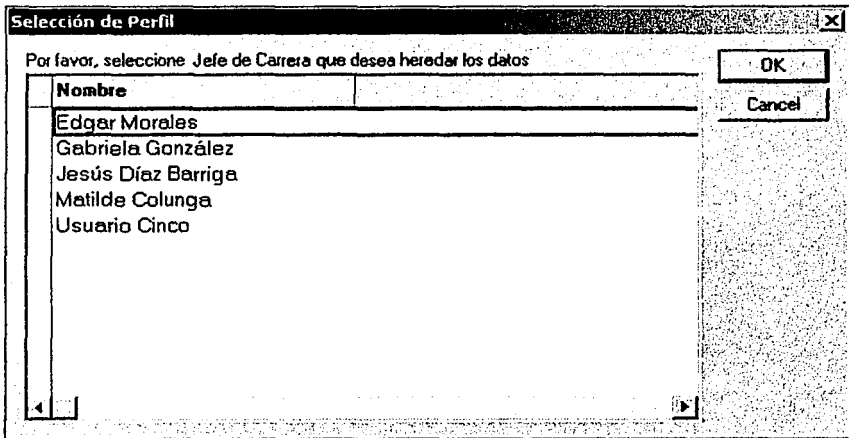 Selección de Perfil
Por favor, seleccione Jefe de Carrera que desea heredar los datos
OK
Cancel
Nombre
Edgar Morales
Gabriela González
Jesús Díaz Barriga
Matilde Colunga
Usuario Cinco